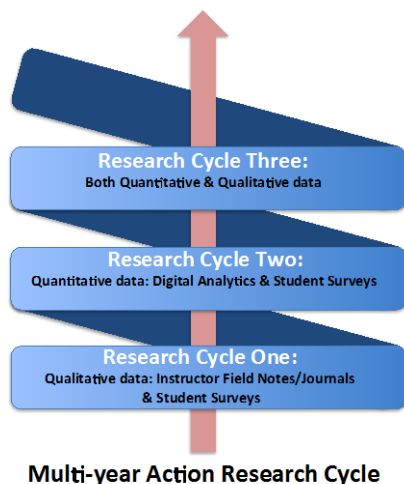 Research Cycle Three:
Both Quantitative & Qualitative data
Research Cycle Two:
Quantitative data: Digital Analytics & Student Surveys
Research Cycle One:
Qualitative data: Instructor Field Notes/Journals
& Student Surveys
Multi-year Action Research Cycle